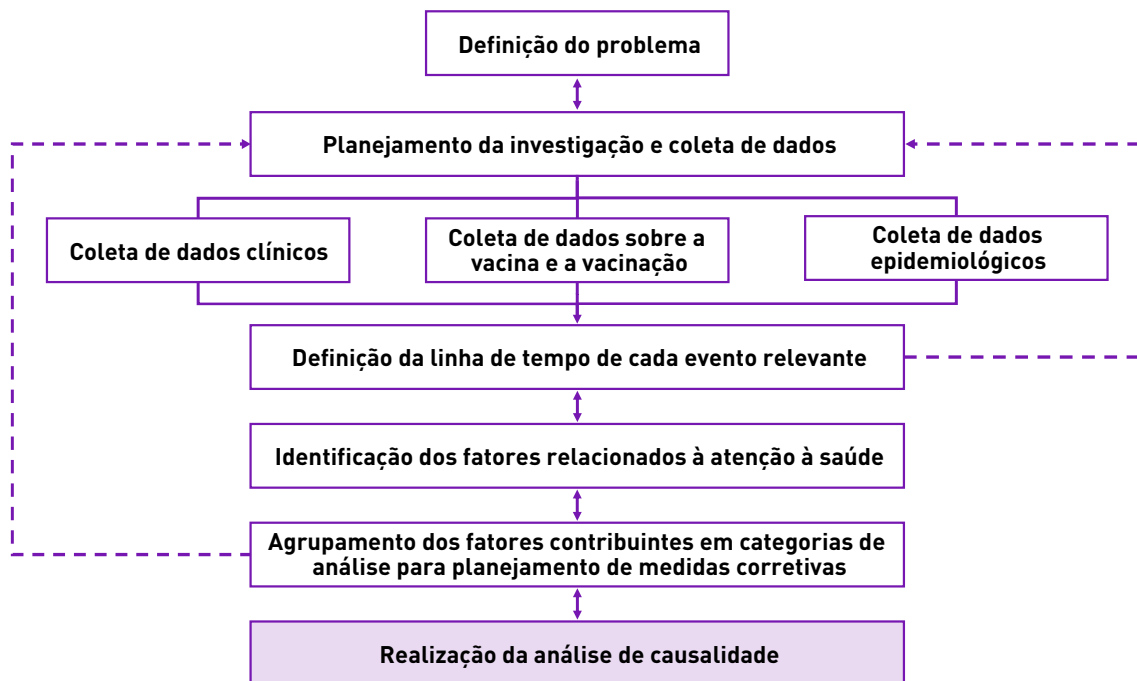 Definição do problema
Planejamento da investigação e coleta de dados
Coleta de dados clínicos
Coleta de dados sobre a
vacina e a vacinação
Coleta de dados
epidemiológicos
Definição da linha de tempo de cada evento relevante
Identificação dos fatores relacionados à atenção à saúde
Agrupamento dos fatores contribuintes em categorias de
análise para planejamento de medidas corretivas
Realização da análise de causalidade